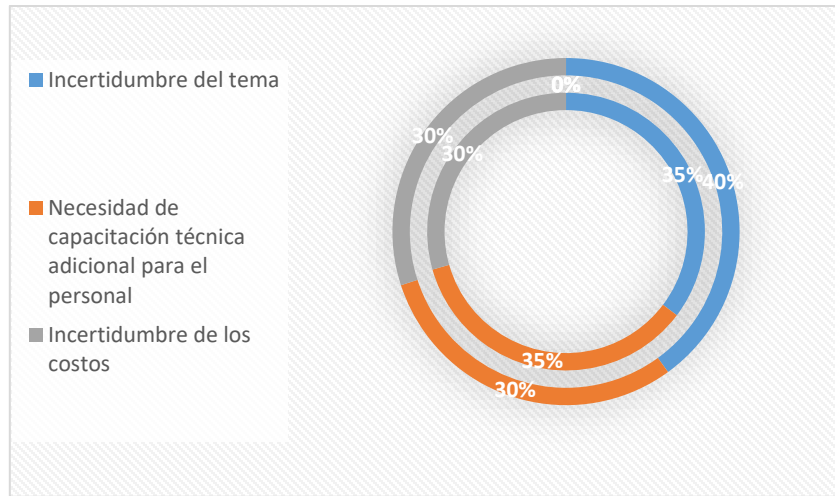 Incertidumbre del tema
Necesidad de
capacitación técnica
adicional para el
personal
Incertidumbre de los
costos
0%
35%
40%
30%
30%
35%
30%